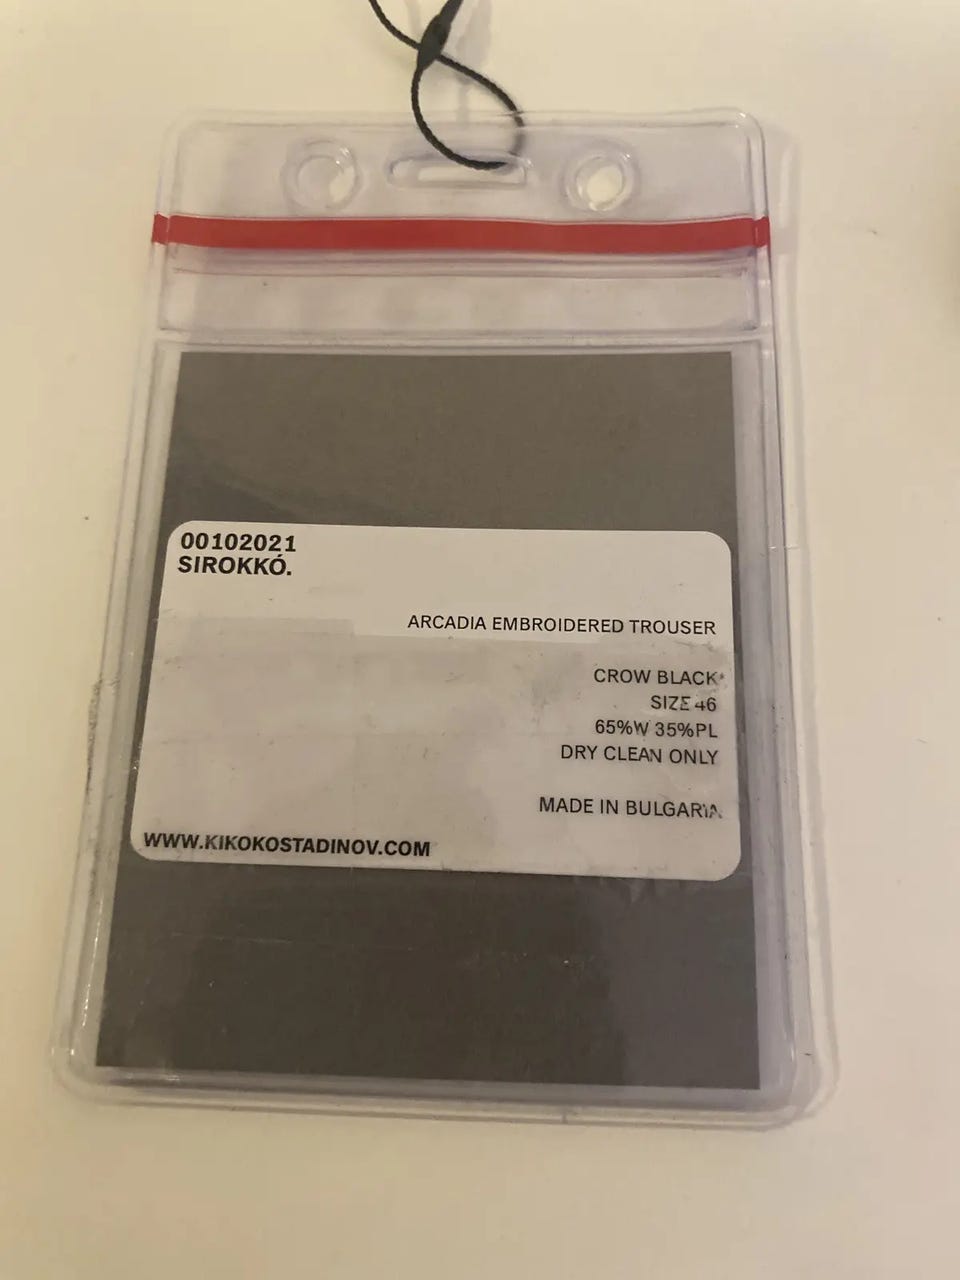 00102021
SIROKKÓ.
ARCADIA EMBROIDERED TROUSER
CROW BLACK
SIZE 46
65%W 35%PL
DRY CLEAN ONLY
MADE IN BULGARIA
WWW.KIKOKOSTADINOV.COM